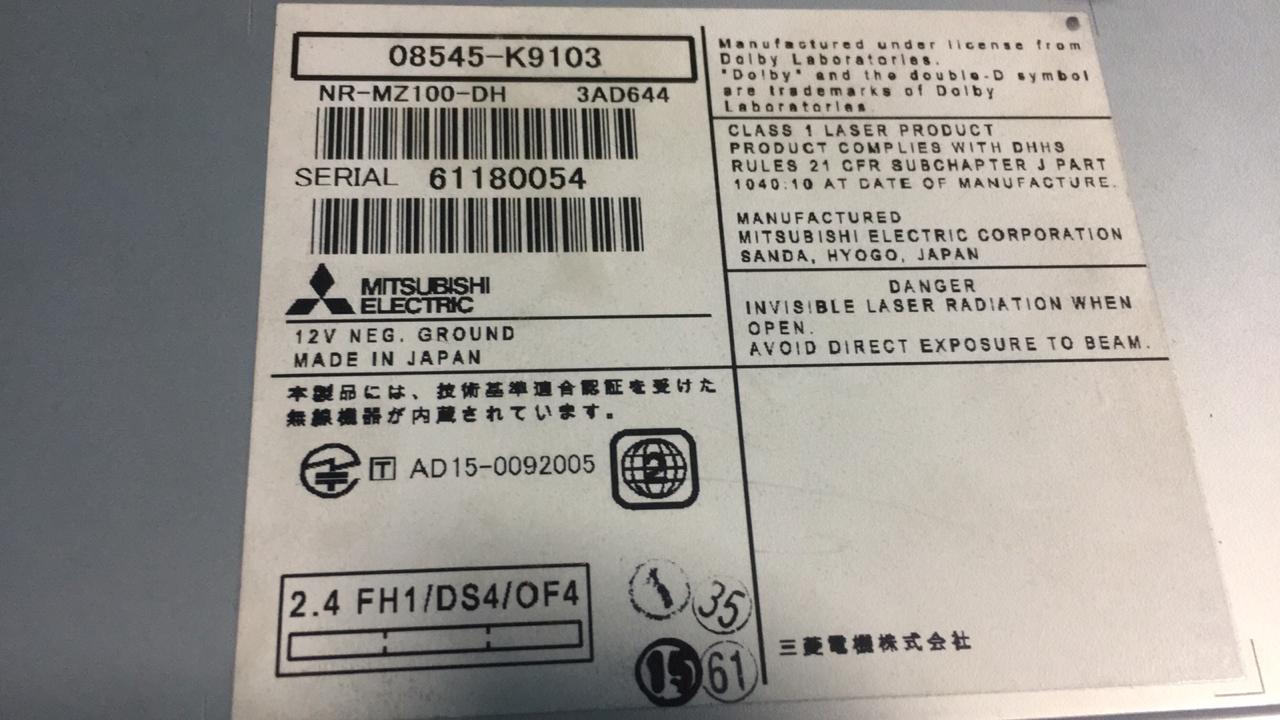 08545-K9103
NR-MZ100-DH 3AD644
SERIAL 61180054
MITSUBISHI
ELECTRIC
12V NEG. GROUND
MADE IN JAPAN
本製品には、技術基準適合認証を受けた
無線機器が内蔵されています。
T AD15-0092005
2
2.4 FH1/DS4/OF4
1
35
15
61
Manufactured under license from
Dolby Laboratories.
"Dolby" and the double-D symbol
are trademarks of Dolby
Laboratories.
CLASS 1 LASER PRODUCT
PRODUCT COMPLIES WITH DHHS
RULES 21 CFR SUBCHAPTER J PART
1040:10 AT DATE OF MANUFACTURE.
MANUFACTURED
MITSUBISHI ELECTRIC CORPORATION
SANDA, HYOGO, JAPAN
DANGER
INVISIBLE LASER RADIATION WHEN
OPEN.
AVOID DIRECT EXPOSURE TO BEAM.
三菱電機株式会社